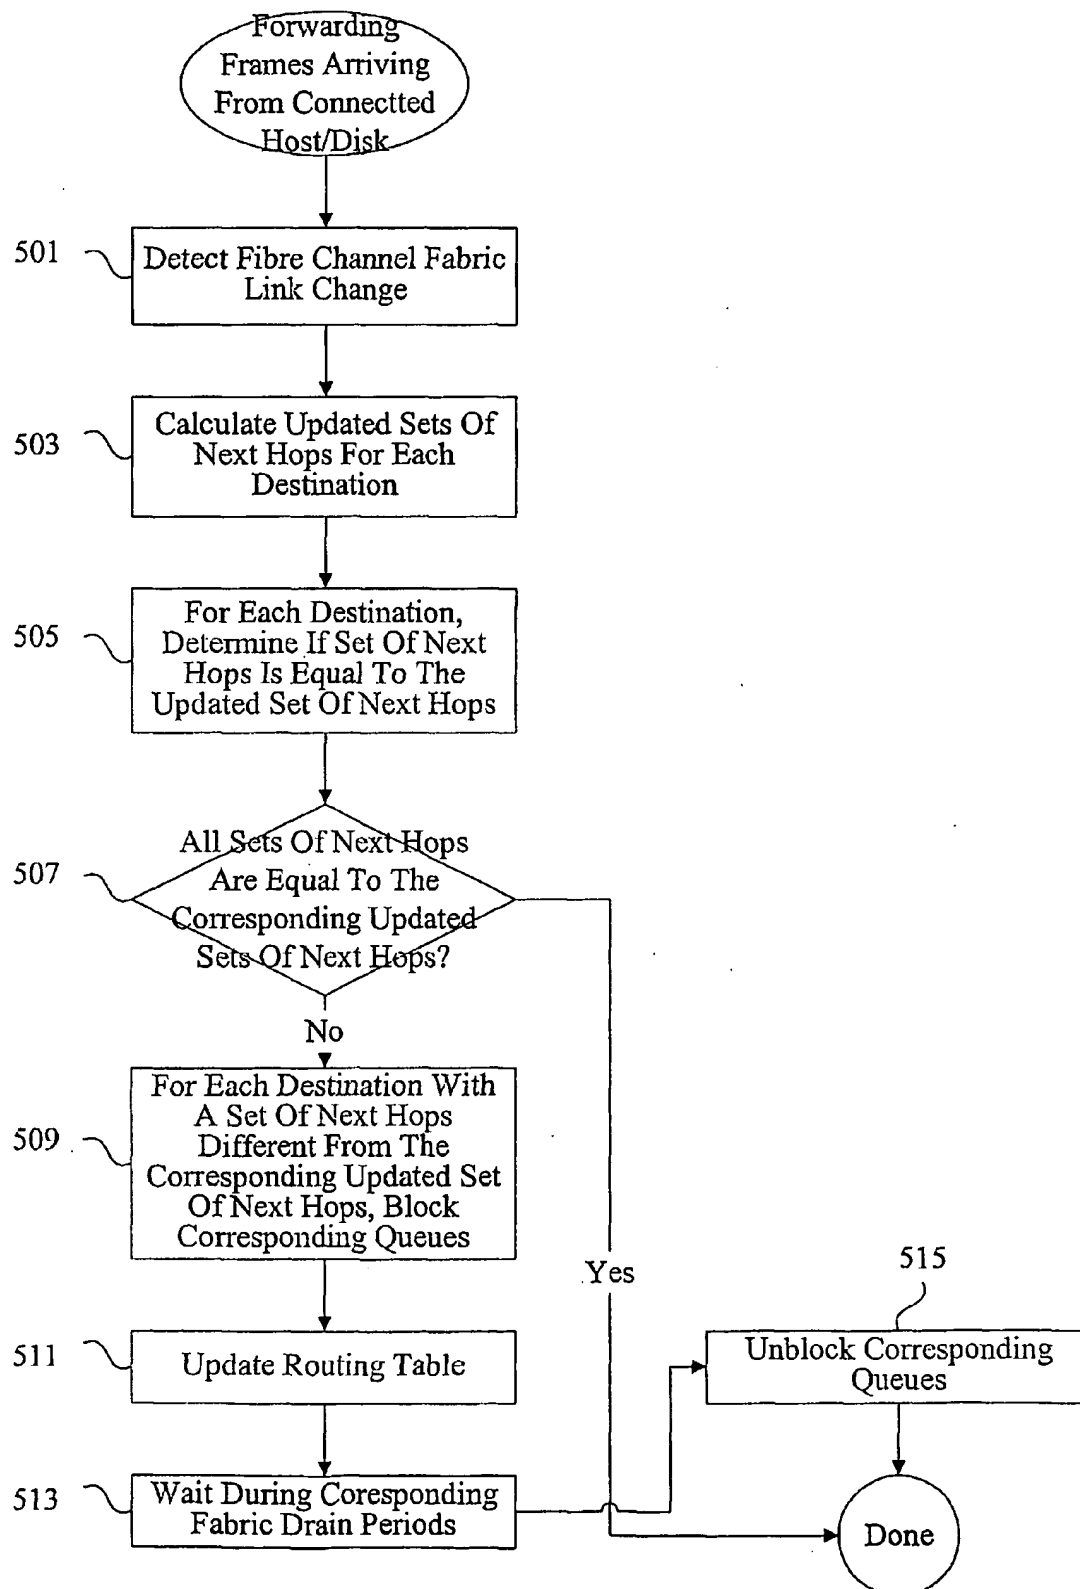 Forwarding
Frames Arriving
From Connectted
Host/Disk
501
Detect Fibre Channel Fabric
Link Change
503
Calculate Updated Sets Of
Next Hops For Each
Destination
505
For Each Destination,
Determine If Set Of Next
Hops Is Equal To The
Updated Set Of Next Hops
507
All Sets Of Next Hops
Are Equal To The
Corresponding Updated
Sets Of Next Hops?
No
509
For Each Destination With
A Set Of Next Hops
Different From The
Corresponding Updated Set
Of Next Hops, Block
Corresponding Queues
Yes
511
Update Routing Table
513
Wait During Coresponding
Fabric Drain Periods
515
Unblock Corresponding
Queues
Done